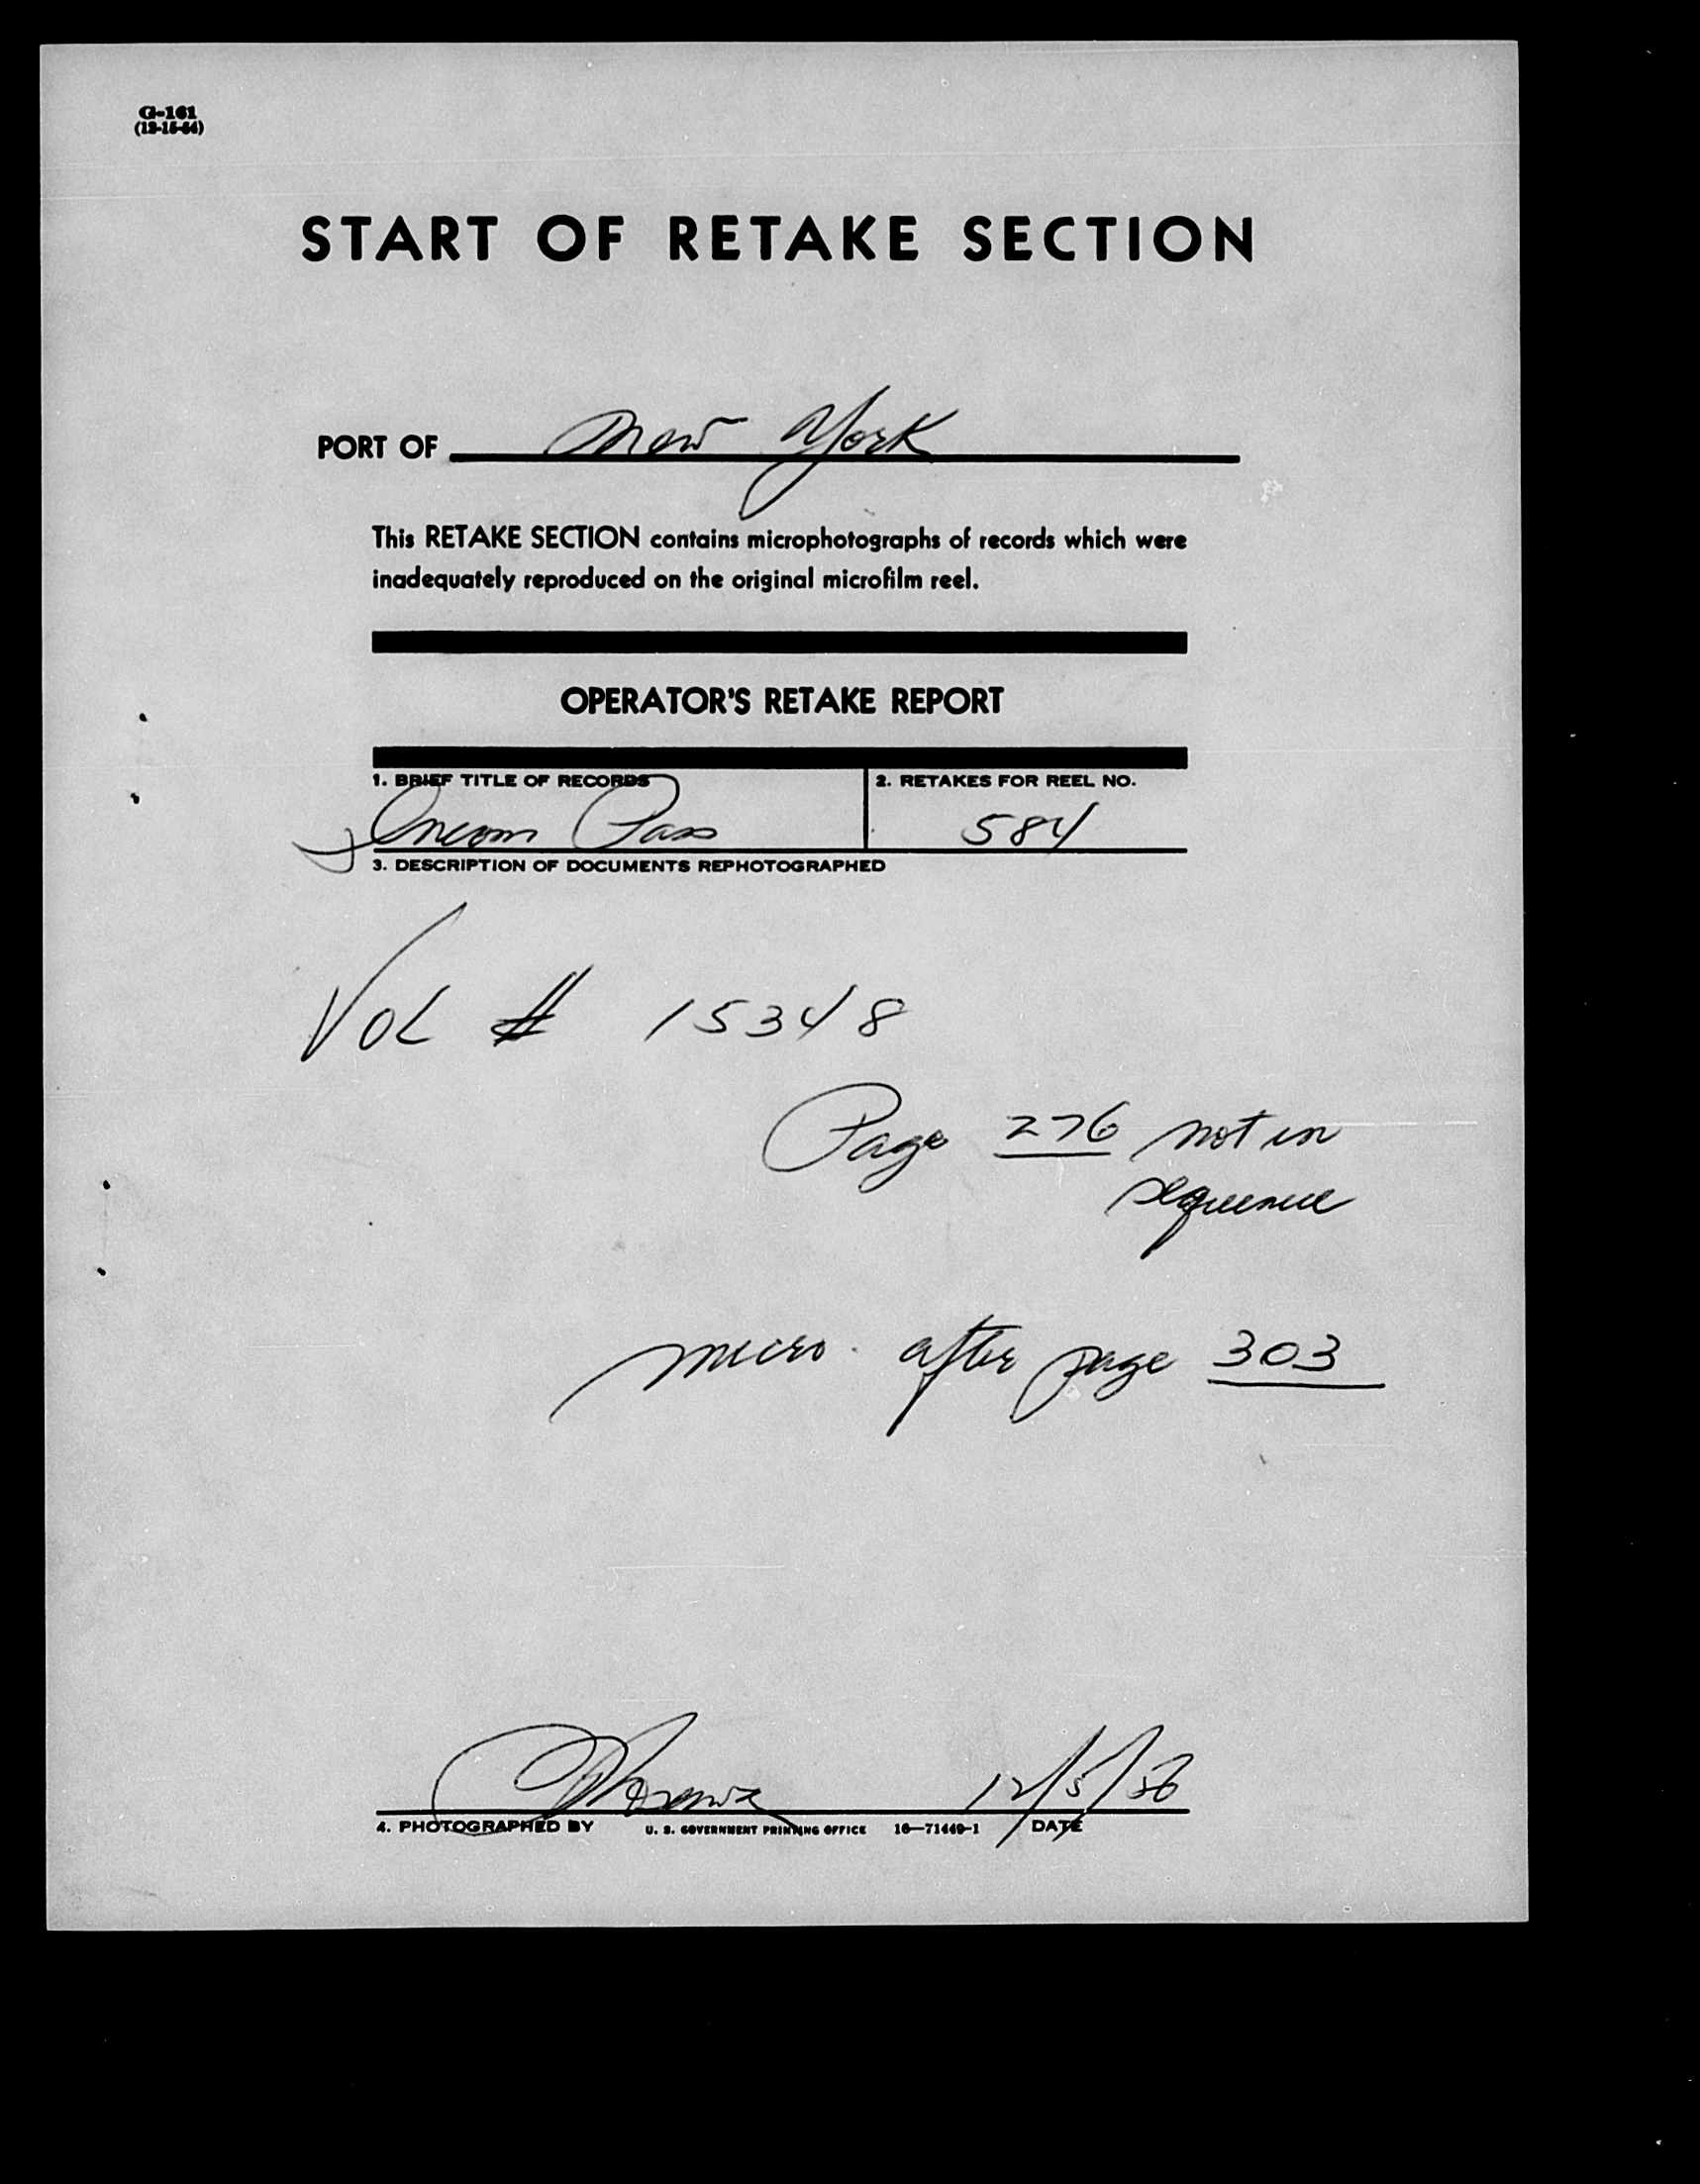 G-161
(12-15-54)
START OF RETAKE SECTION
PORT OF New York
This RETAKE SECTION contains microphotographs of records which were
inadequately reproduced on the original microfilm reel.
OPERATOR'S RETAKE REPORT
1. BRIEF TITLE OF RECORDS
Incom Pass
2. RETAKES FOR REEL NO.
584
3. DESCRIPTION OF DOCUMENTS REPHOTOGRAPHED
Vol # 15348
Page 276 not in
sequence
micro. after page 303
12/5/56
4. PHOTOGRAPHED BY
U. S. GOVERNMENT PRINTING OFFICE 16—71449-1
DATE